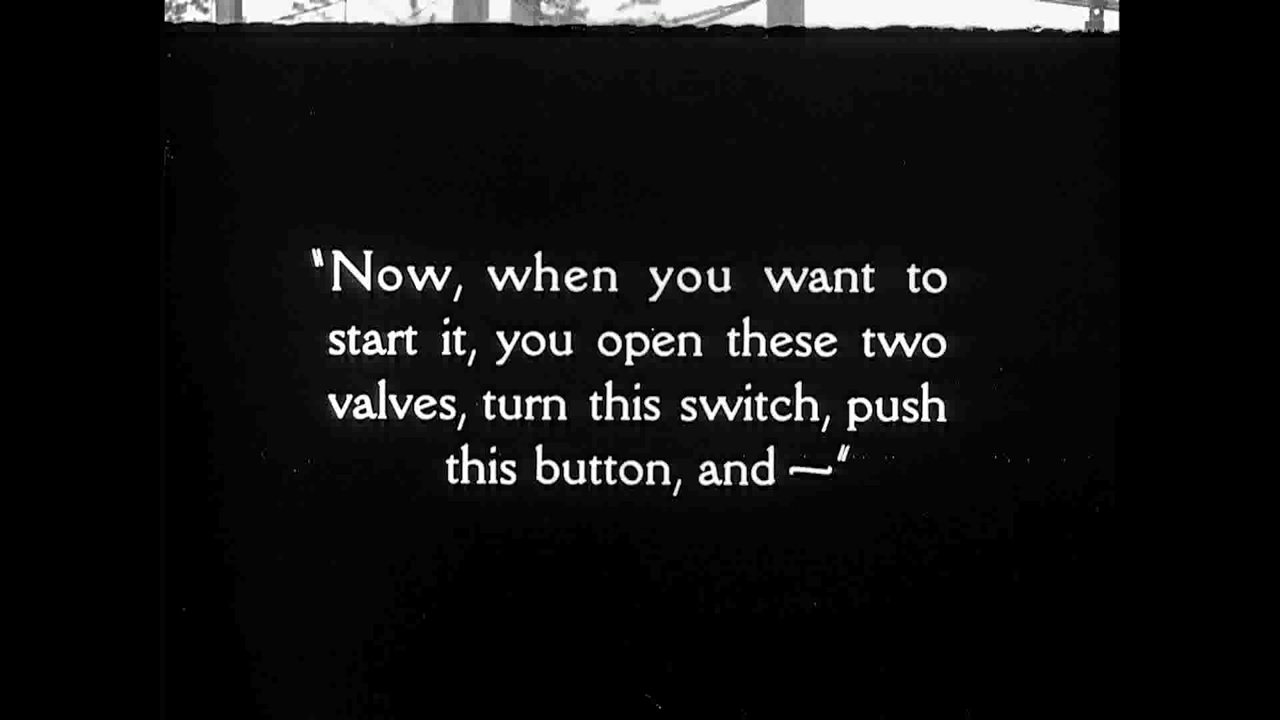 "Now, when you want to
start it, you open these two
valves, turn this switch, push
this button, and —"